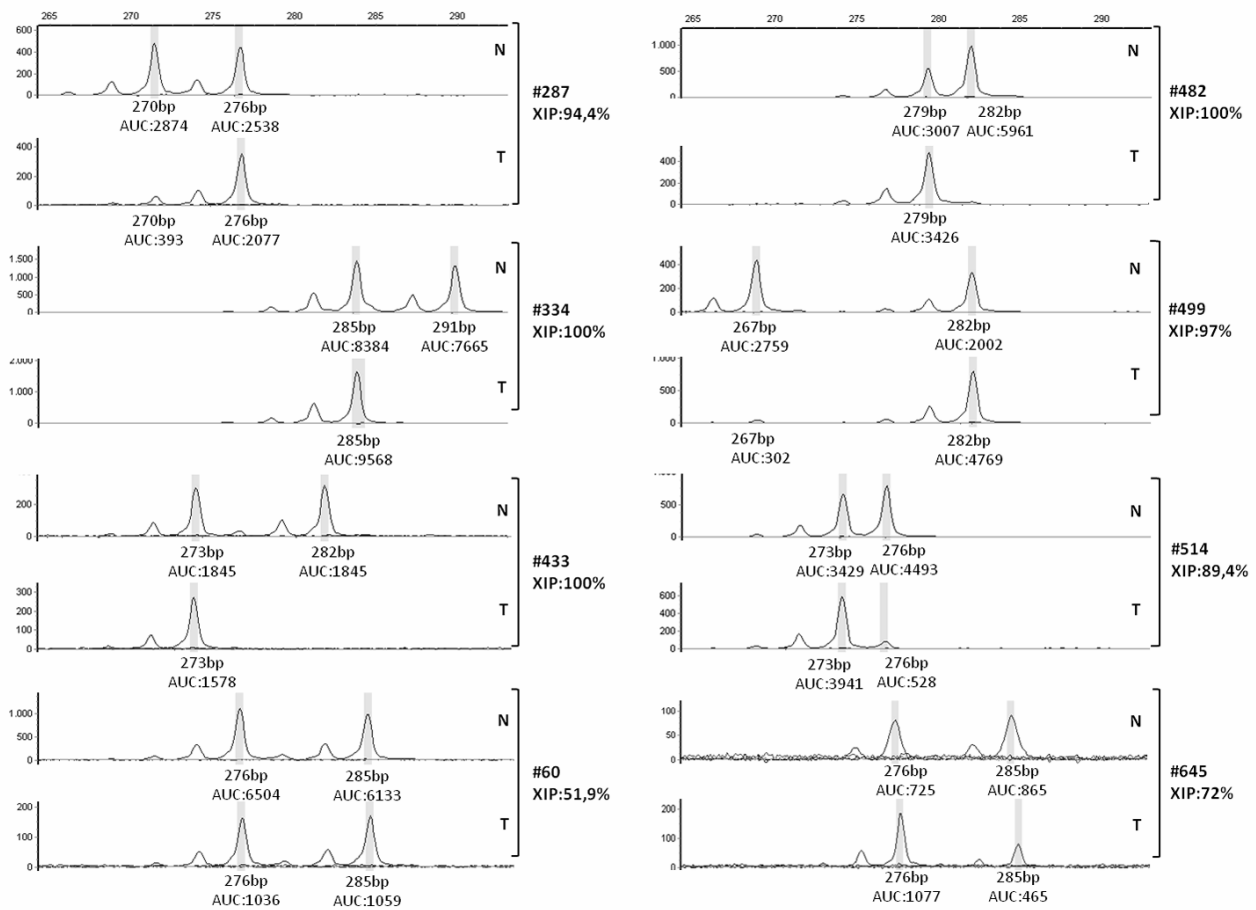 265 270 275 280 285 290
600
400
200
0
N
270bp 276bp
AUC:2874 AUC:2538
400
200
0
T
270bp 276bp
AUC:393 AUC:2077
#287
XIP:94,4%
1.500
1.000
500
0
N
285bp 291bp
AUC:8384 AUC:7665
2.000
1.000
0
T
285bp
AUC:9568
#334
XIP:100%
200
0
N
273bp 282bp
AUC:1845 AUC:1845
300
200
100
0
T
273bp
AUC:1578
#433
XIP:100%
1.000
500
0
N
276bp 285bp
AUC:6504 AUC:6133
200
100
0
T
276bp 285bp
AUC:1036 AUC:1059
#60
XIP:51,9%
265 270 275 280 285 290
1.000
500
0
N
279bp 282bp
AUC:3007 AUC:5961
400
200
0
T
279bp
AUC:3426
#482
XIP:100%
400
200
0
N
267bp 282bp
AUC:2759 AUC:2002
1.000
500
0
T
267bp 282bp
AUC:302 AUC:4769
#499
XIP:97%
500
0
N
273bp 276bp
AUC:3429 AUC:4493
600
400
200
0
T
273bp 276bp
AUC:3941 AUC:528
#514
XIP:89,4%
100
50
0
N
276bp 285bp
AUC:725 AUC:865
200
100
0
T
276bp 285bp
AUC:1077 AUC:465
#645
XIP:72%